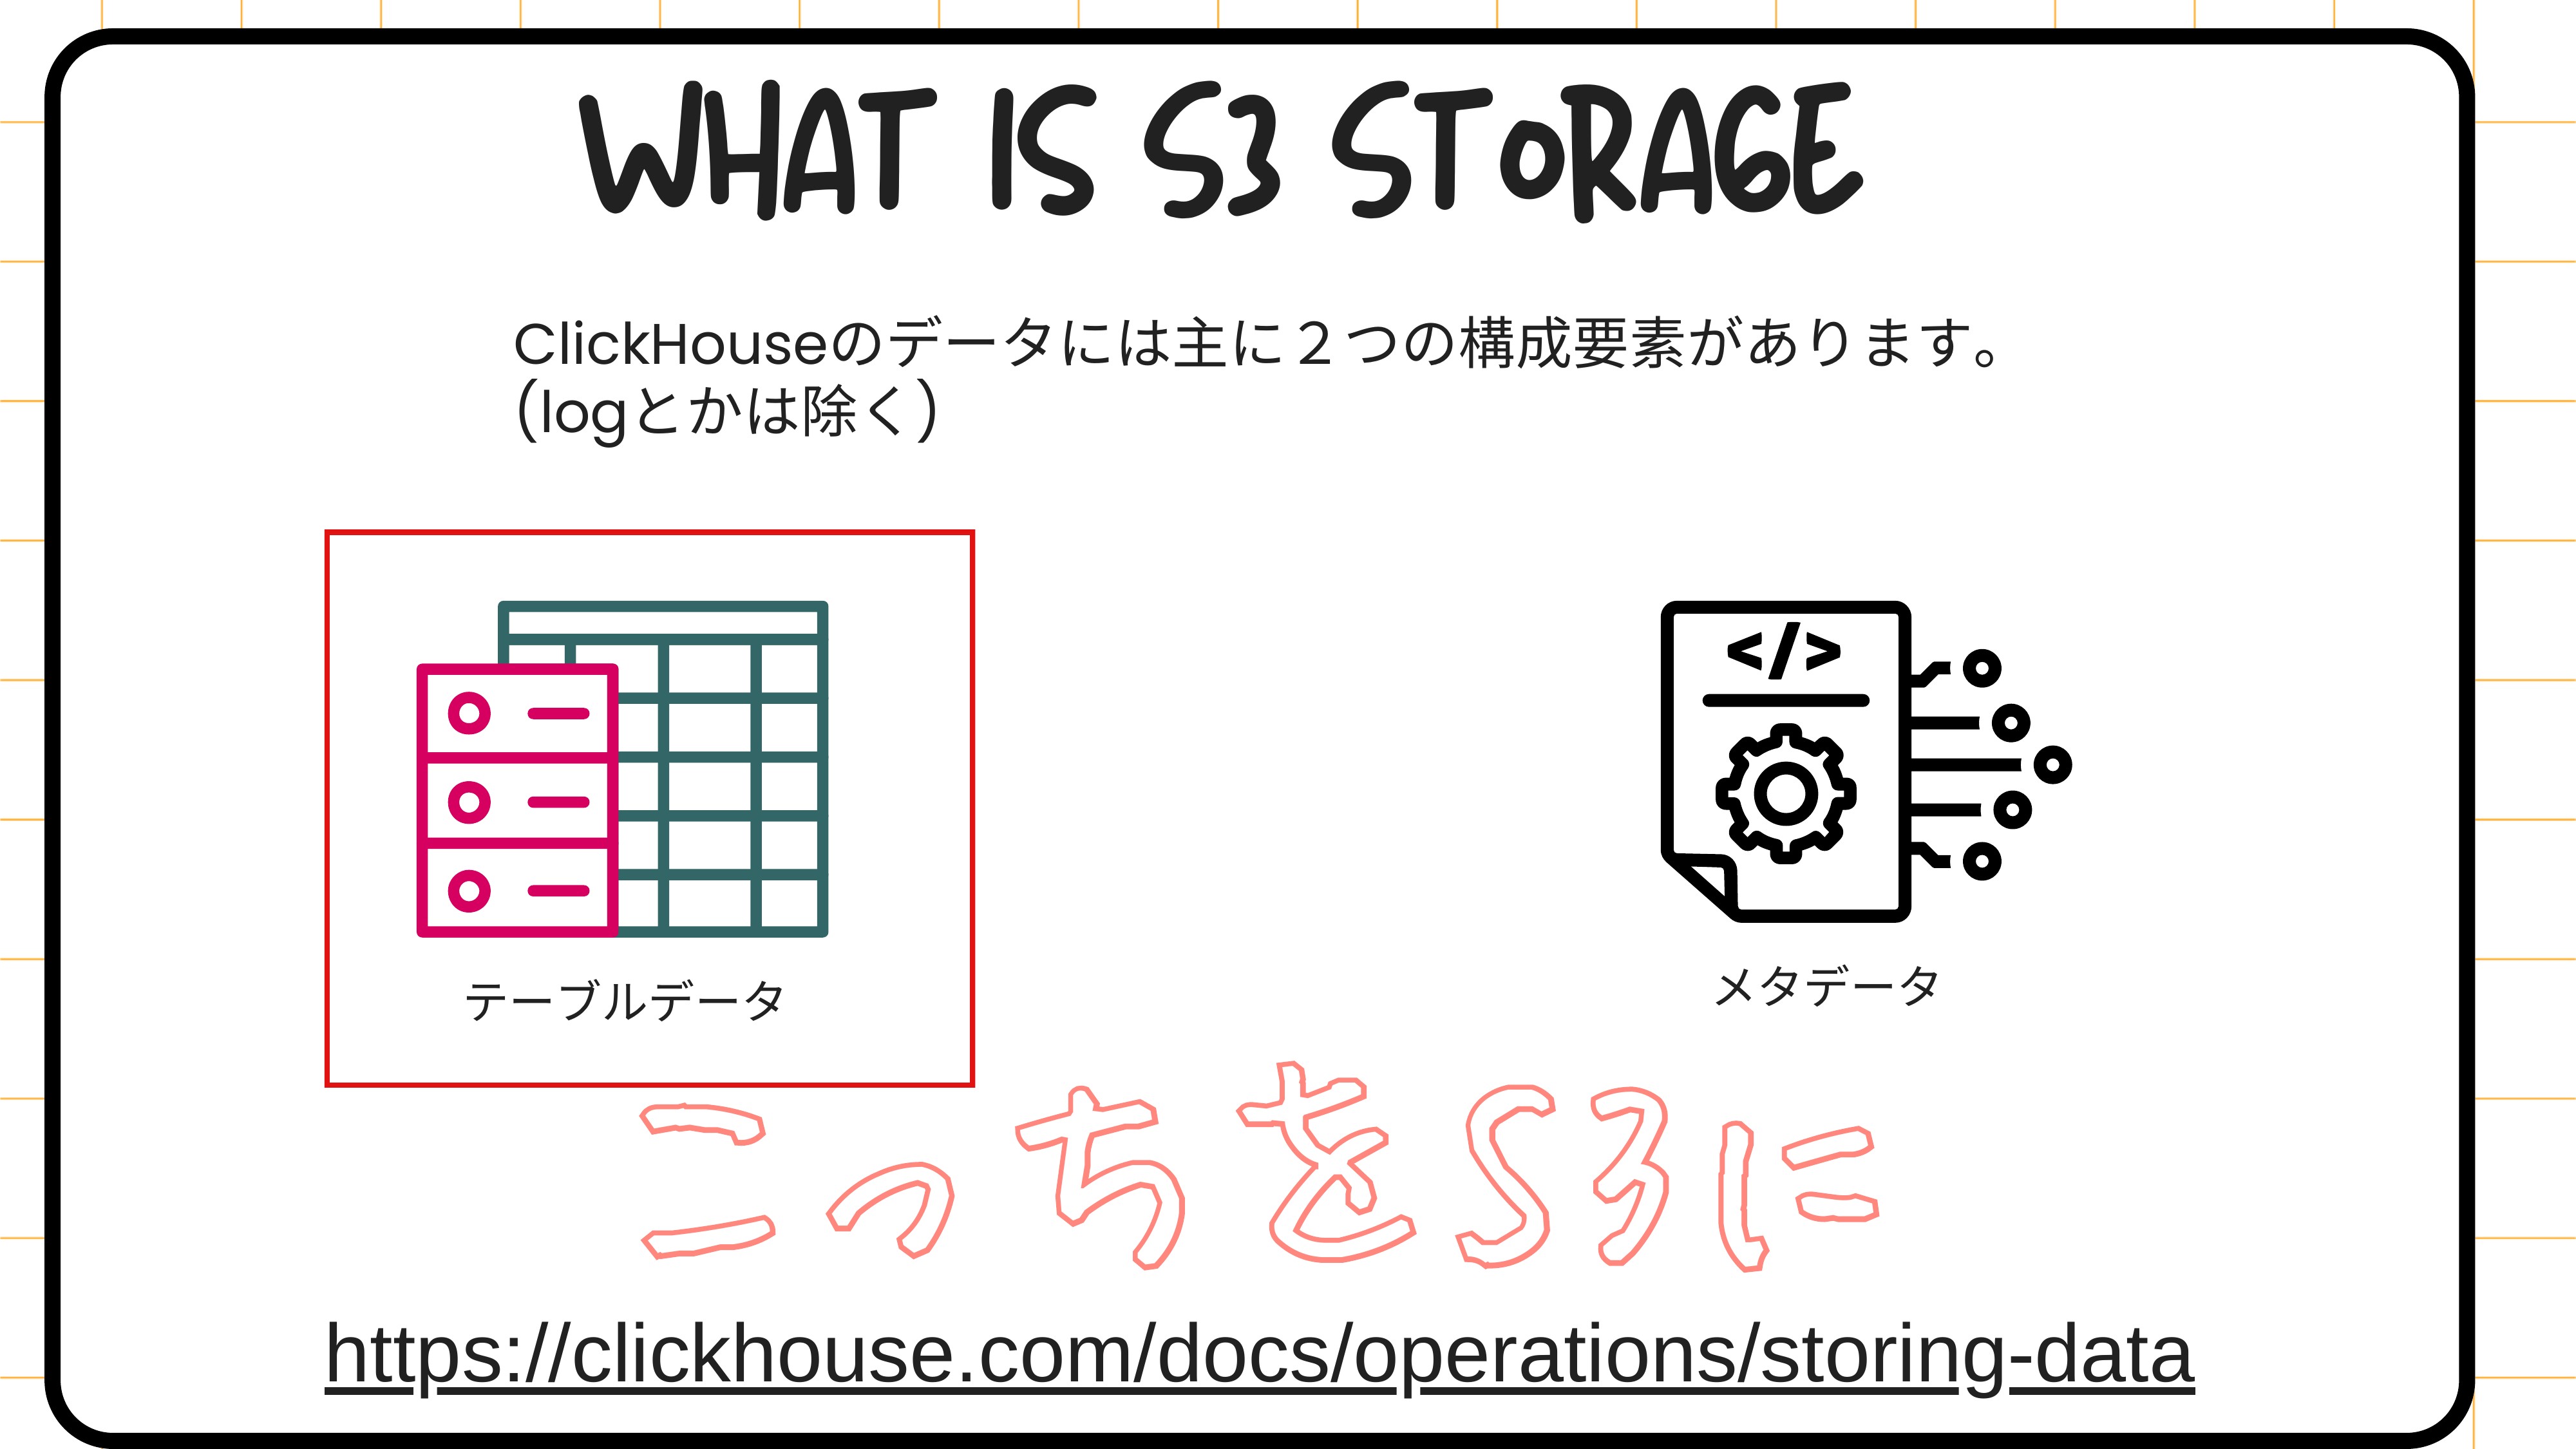 WHAT IS S3 STORAGE
ClickHouseのデータには主に２つの構成要素があります。
(logとかは除く)
</>
テーブルデータ
メタデータ
こっちをS3に
https://clickhouse.com/docs/operations/storing-data